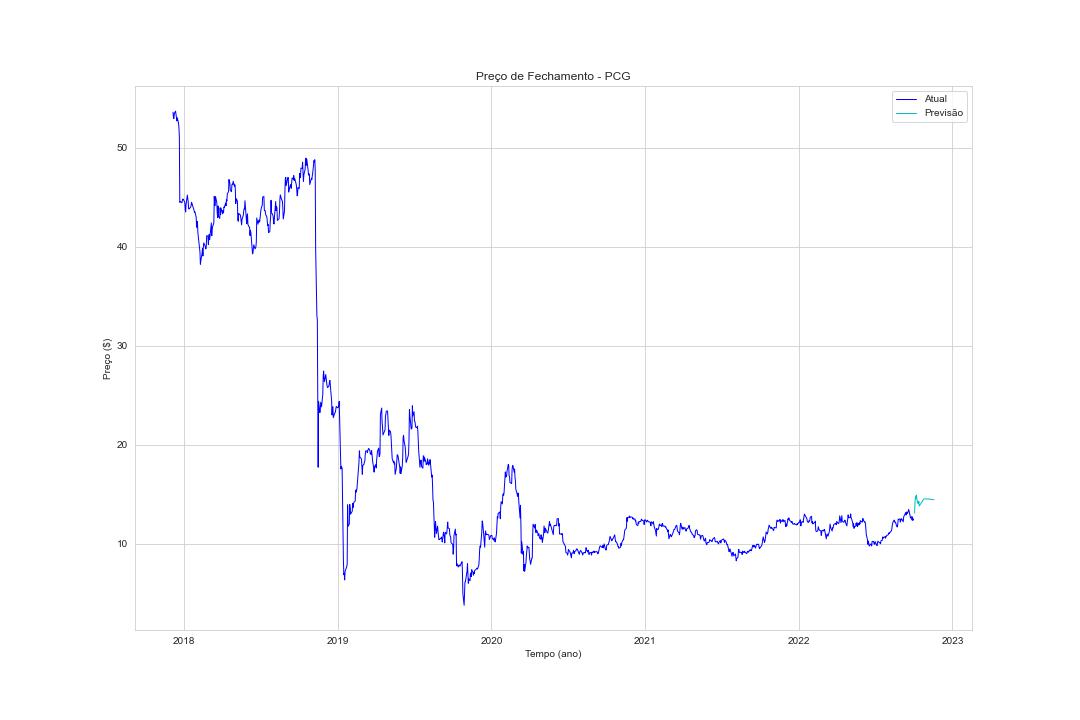 Preço de Fechamento - PCG
Atual
Previsão
50
40
30
20
10
Preço ($)
2018
2019
2020
2021
2022
2023
Tempo (ano)